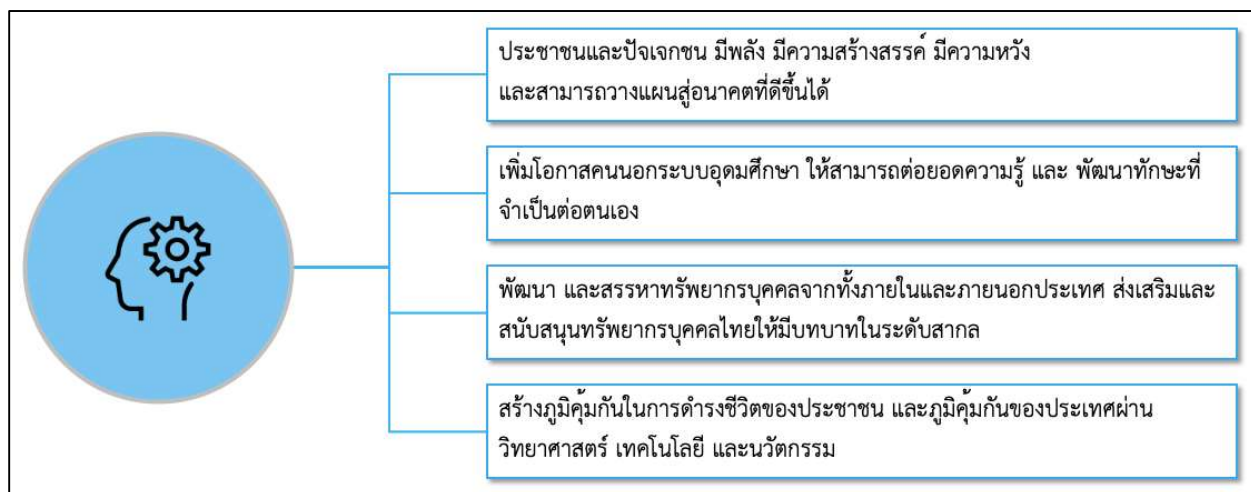 ประชาชนและปัจเจกชน มีพลัง มีความสร้างสรรค์ มีความหวัง
และสามารถวางแผนสู่อนาคตที่ดีขึ้นได้
เพิ่มโอกาสคนนอกระบบอุดมศึกษา ให้สามารถต่อยอดความรู้ และ พัฒนาทักษะที่
จำเป็นต่อตนเอง
พัฒนา และสรรหาทรัพยากรบุคคลจากทั้งภายในและภายนอกประเทศ ส่งเสริมและ
สนับสนุนทรัพยากรบุคคลไทยให้มีบทบาทในระดับสากล
สร้างภูมิคุ้มกันในการดำรงชีวิตของประชาชน และภูมิคุ้มกันของประเทศผ่าน
วิทยาศาสตร์ เทคโนโลยี และนวัตกรรม